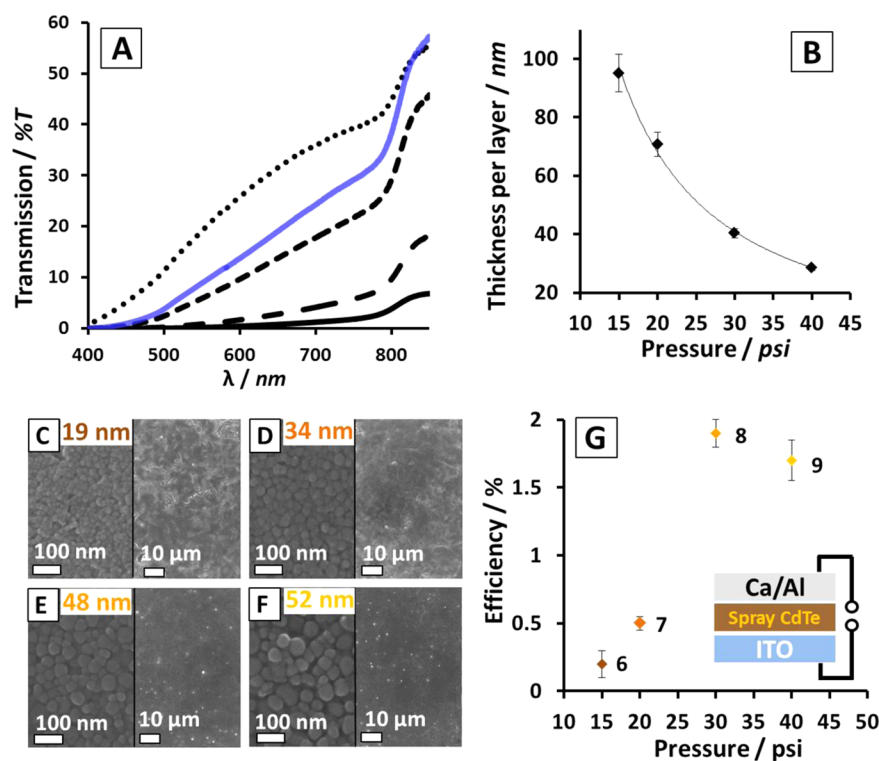 A
Transmission / %T
60
50
40
30
20
10
0
400
500
600
700
800
λ / nm
B
Thickness per layer / nm
100
80
60
40
20
10
15
20
25
30
35
40
45
Pressure / psi
C
19 nm
100 nm
10 µm
D
34 nm
100 nm
10 µm
E
48 nm
100 nm
10 µm
F
52 nm
100 nm
10 µm
G
Efficiency / %
2
1.5
1
0.5
0
6
7
8
9
Ca/Al
Spray CdTe
ITO
10
15
20
25
30
35
40
45
50
Pressure / psi